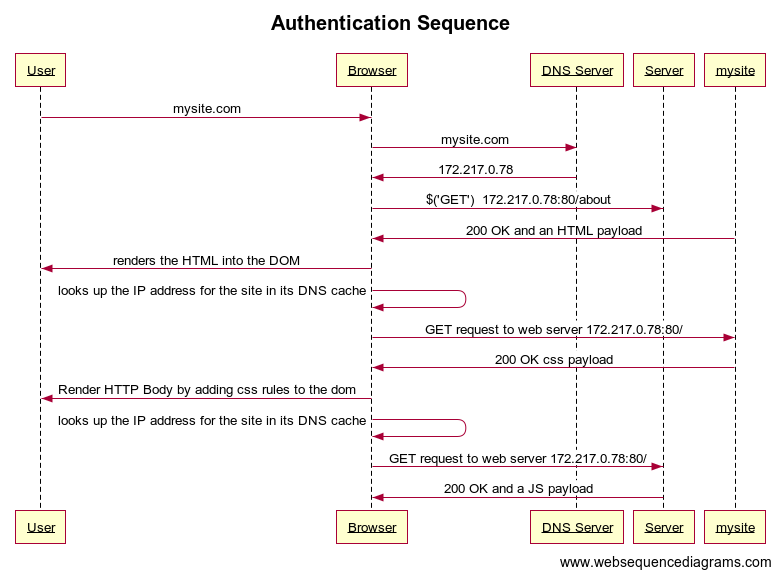 Authentication Sequence
User
Browser
DNS Server
Server
mysite
mysite.com
mysite.com
172.217.0.78
$('GET')  172.217.0.78:80/about
200 OK and an HTML payload
renders the HTML into the DOM
looks up the IP address for the site in its DNS cache
GET request to web server 172.217.0.78:80/
200 OK css payload
Render HTTP Body by adding css rules to the dom
looks up the IP address for the site in its DNS cache
GET request to web server 172.217.0.78:80/
200 OK and a JS payload
User
Browser
DNS Server
Server
mysite
www.websequencediagrams.com